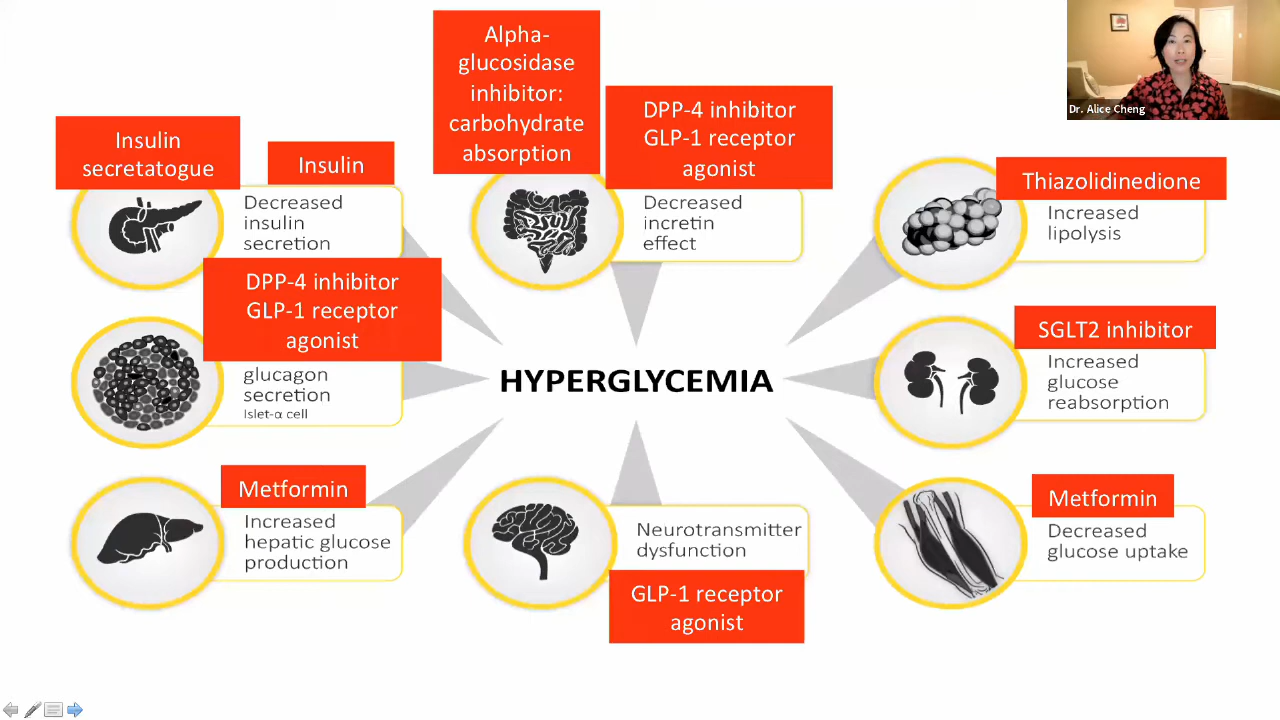 Alpha-
glucosidase
inhibitor:
carbohydrate
absorption
DPP-4 inhibitor
GLP-1 receptor
agonist
Dr. Alice Cheng
Insulin
secretatogue
Insulin
Thiazolidinedione
Decreased
insulin
secretion
Decreased
incretin
effect
Increased
lipolysis
DPP-4 inhibitor
GLP-1 receptor
agonist
SGLT2 inhibitor
glucagon
secretion
Islet-α cell
HYPERGLYCEMIA
Increased
glucose
reabsorption
Metformin
Increased
hepatic glucose
production
Neurotransmitter
dysfunction
GLP-1 receptor
agonist
Metformin
Decreased
glucose uptake